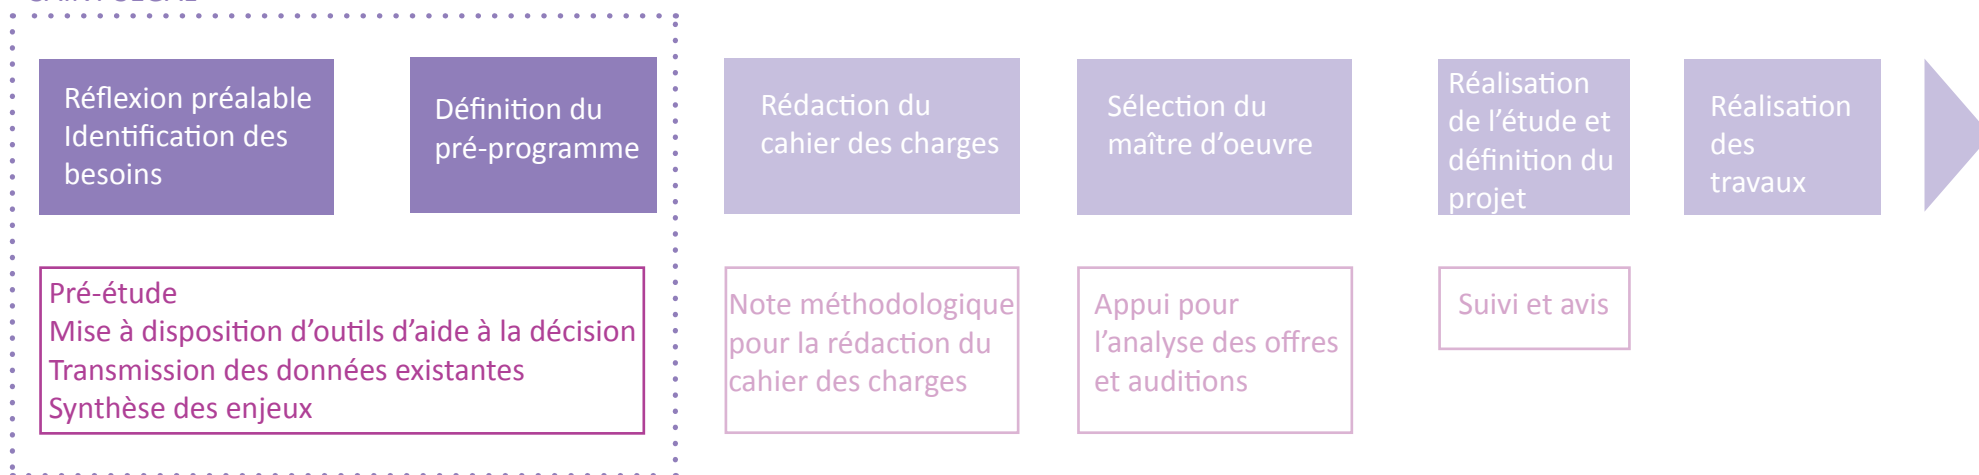 Réflexion préalable
Identification des
besoins
Définition du
pré-programme
Rédaction du
cahier des charges
Sélection du
maître d'oeuvre
Réalisation
de l'étude et
définition du
projet
Réalisation
des
travaux
Pré-étude
Mise à disposition d'outils d'aide à la décision
Transmission des données existantes
Synthèse des enjeux
Note méthodologique
pour la rédaction du
cahier des charges
Appui pour
l'analyse des offres
et auditions
Suivi et avis